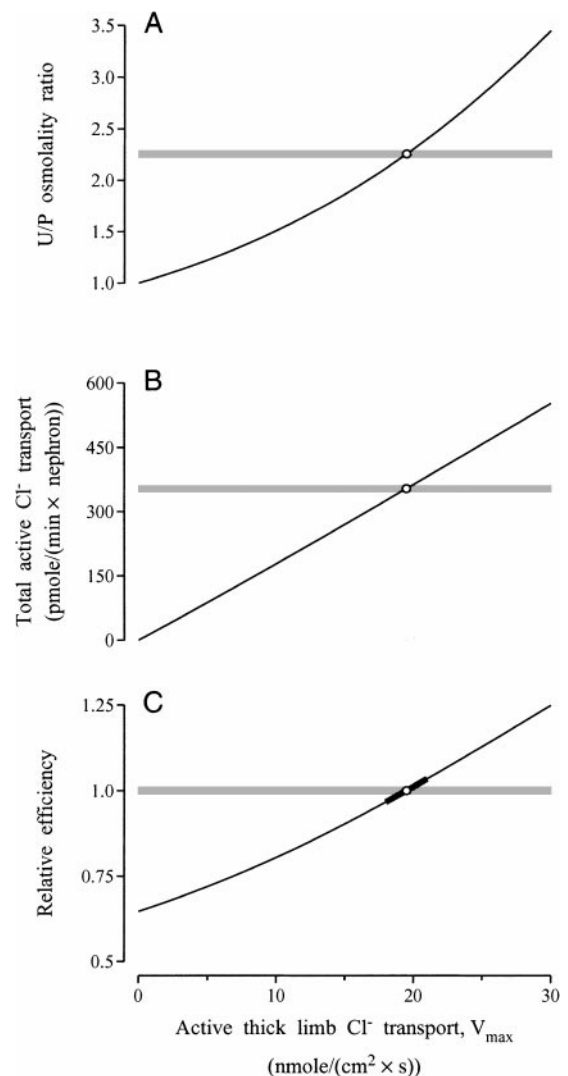 A
U/P osmolality ratio
3.5
3.0
2.5
2.0
1.5
1.0
B
Total active Cl⁻ transport
(pmole/(min × nephron))
600
450
300
150
0
C
Relative efficiency
1.25
1.0
0.75
0.5
0 10 20 30
Active thick limb Cl⁻ transport, Vmax
(nmole/(cm² × s))